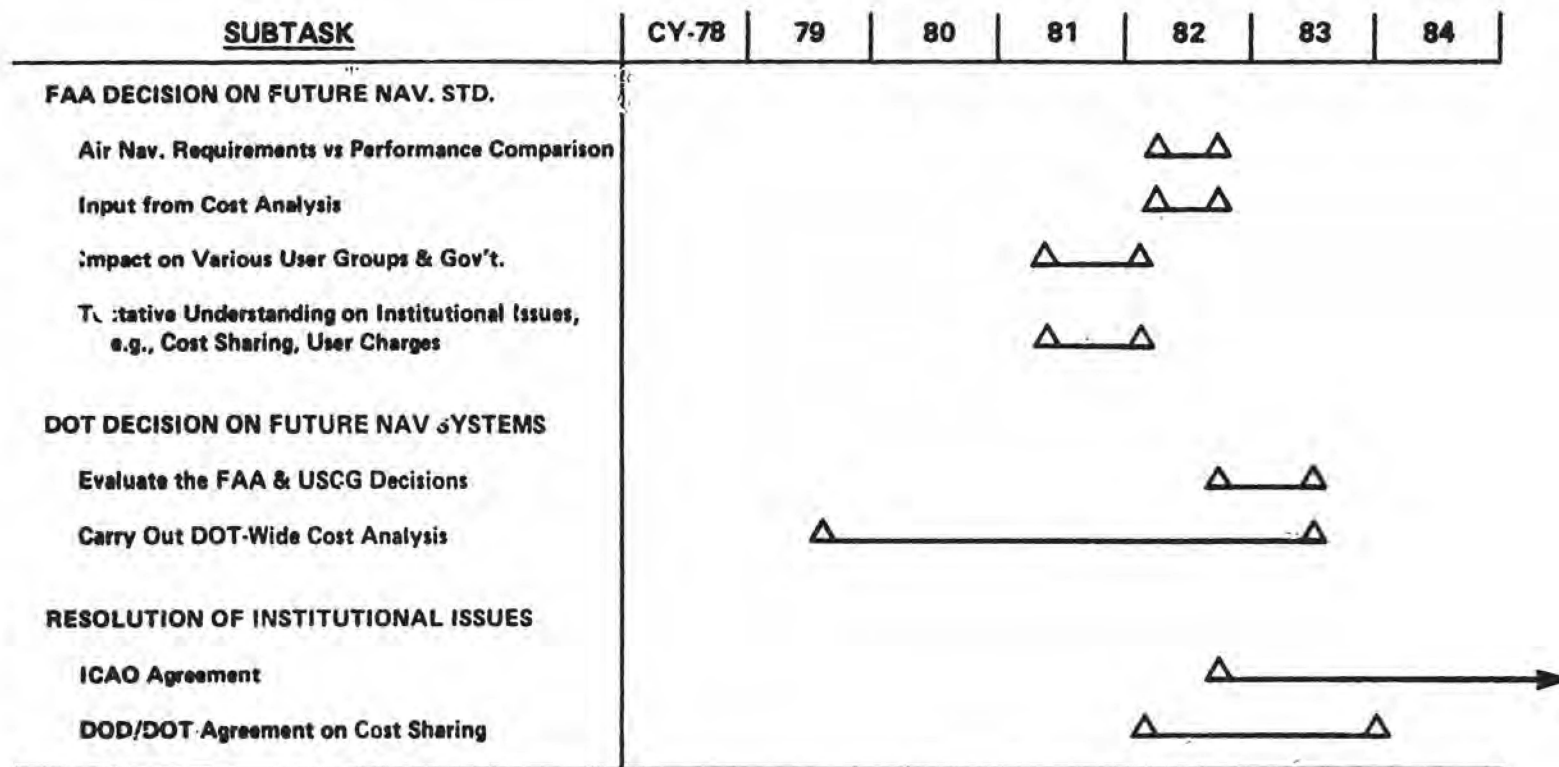 SUBTASK CY-78 79 80 81 82 83 84
FAA DECISION ON FUTURE NAV. STD.
Air Nav. Requirements vs Performance Comparison
Input from Cost Analysis
Impact on Various User Groups & Gov't.
Understanding on Institutional Issues,
e.g., Cost Sharing, User Charges
DOT DECISION ON FUTURE NAV SYSTEMS
Evaluate the FAA & USCG Decisions
Carry Out DOT-Wide Cost Analysis
RESOLUTION OF INSTITUTIONAL ISSUES
ICAO Agreement
DOD/DOT Agreement on Cost Sharing